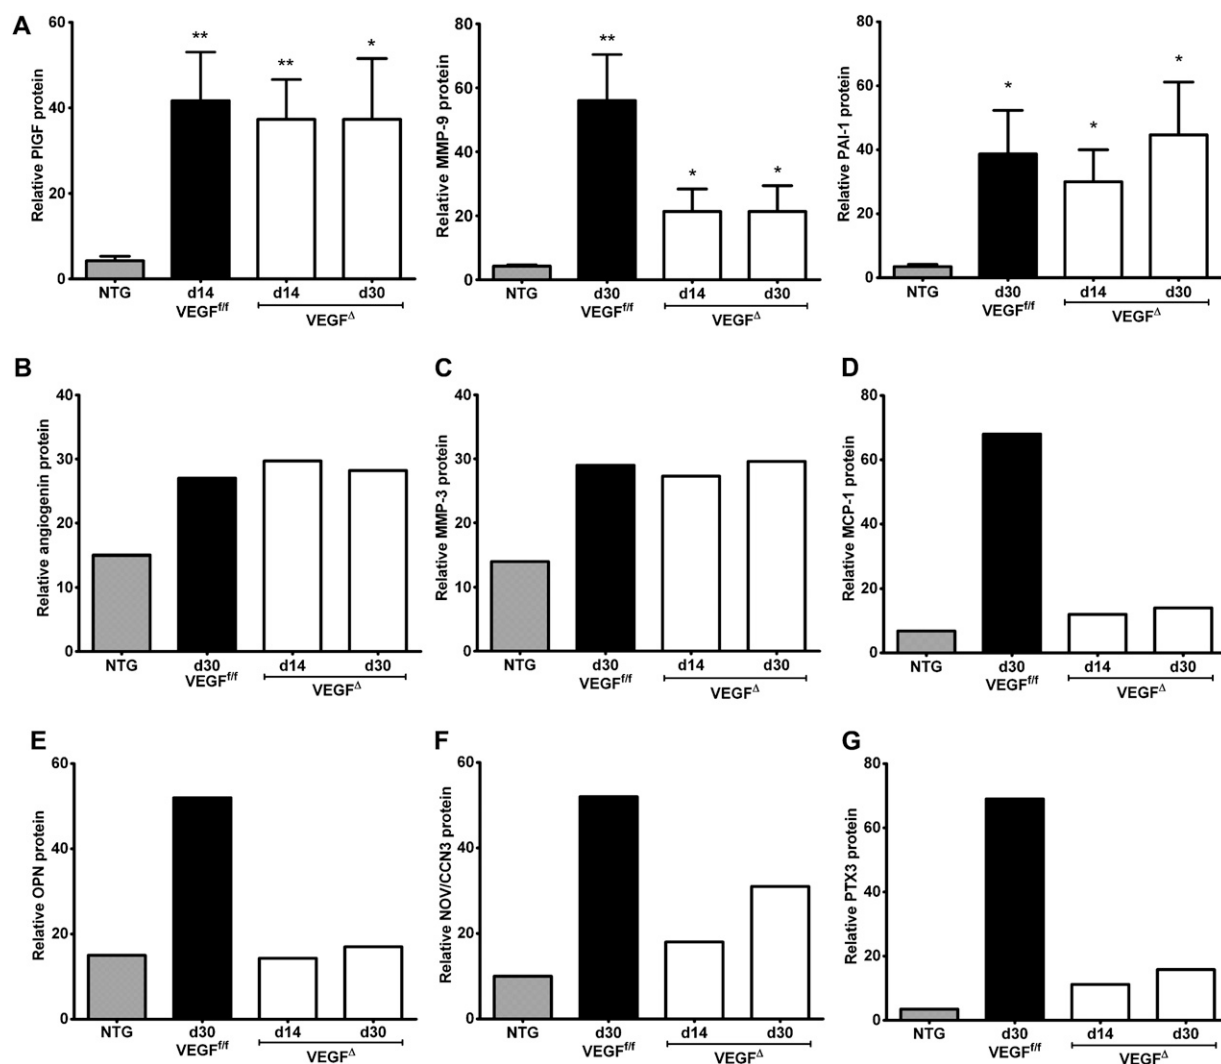 A
Relative PlGF protein
60
40
20
0
** ** *
NTG d14 d14 d30
VEGF^f/f VEGF^Δ
Relative MMP-9 protein
80
60
40
20
0
** * *
NTG d30 d14 d30
VEGF^f/f VEGF^Δ
Relative PAI-1 protein
80
60
40
20
0
* * *
NTG d30 d14 d30
VEGF^f/f VEGF^Δ
B
Relative angiogenin protein
40
30
20
10
0
NTG d30 d14 d30
VEGF^f/f VEGF^Δ
C
Relative MMP-3 protein
40
30
20
10
0
NTG d30 d14 d30
VEGF^f/f VEGF^Δ
D
Relative MCP-1 protein
80
60
40
20
0
NTG d30 d14 d30
VEGF^f/f VEGF^Δ
E
Relative OPN protein
60
40
20
0
NTG d30 d14 d30
VEGF^f/f VEGF^Δ
F
Relative NOV/CCN3 protein
60
40
20
0
NTG d30 d14 d30
VEGF^f/f VEGF^Δ
G
Relative PTX3 protein
80
60
40
20
0
NTG d30 d14 d30
VEGF^f/f VEGF^Δ